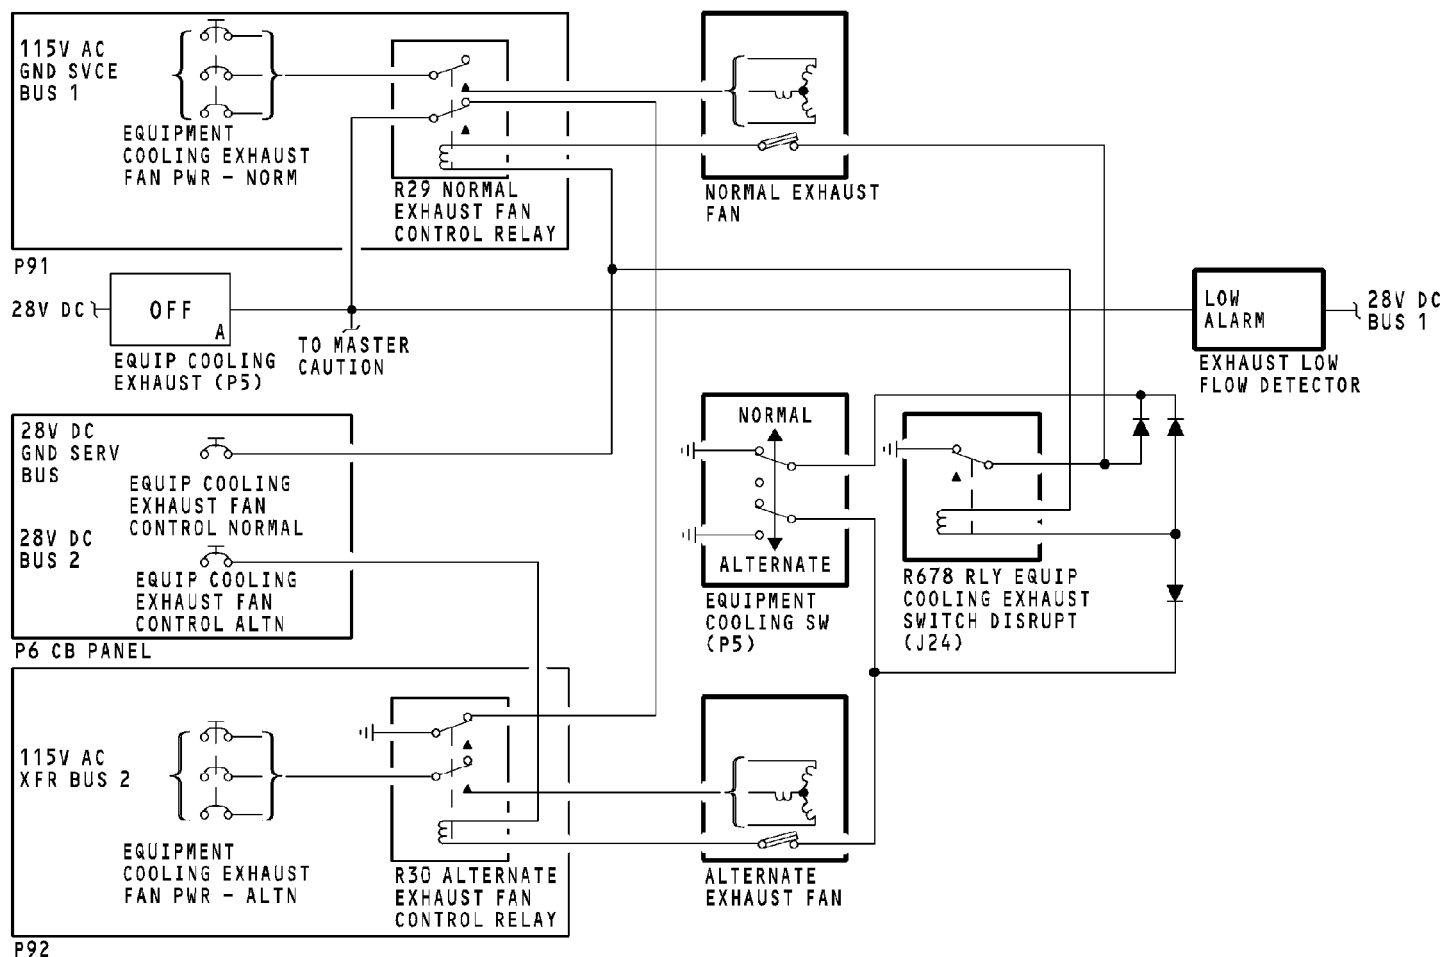 115V AC
GND SVCE
BUS 1
EQUIPMENT
COOLING EXHAUST
FAN PWR - NORM
R29 NORMAL
EXHAUST FAN
CONTROL RELAY
P91
NORMAL EXHAUST
FAN
28V DC
OFF
A
EQUIP COOLING
EXHAUST (P5)
TO MASTER
CAUTION
LOW
ALARM
28V DC
BUS 1
EXHAUST LOW
FLOW DETECTOR
28V DC
GND SERV
BUS
EQUIP COOLING
EXHAUST FAN
CONTROL NORMAL
28V DC
BUS 2
EQUIP COOLING
EXHAUST FAN
CONTROL ALTN
P6 CB PANEL
NORMAL
ALTERNATE
EQUIPMENT
COOLING SW
(P5)
R678 RLY EQUIP
COOLING EXHAUST
SWITCH DISRUPT
(J24)
115V AC
XFR BUS 2
EQUIPMENT
COOLING EXHAUST
FAN PWR - ALTN
R30 ALTERNATE
EXHAUST FAN
CONTROL RELAY
P92
ALTERNATE
EXHAUST FAN